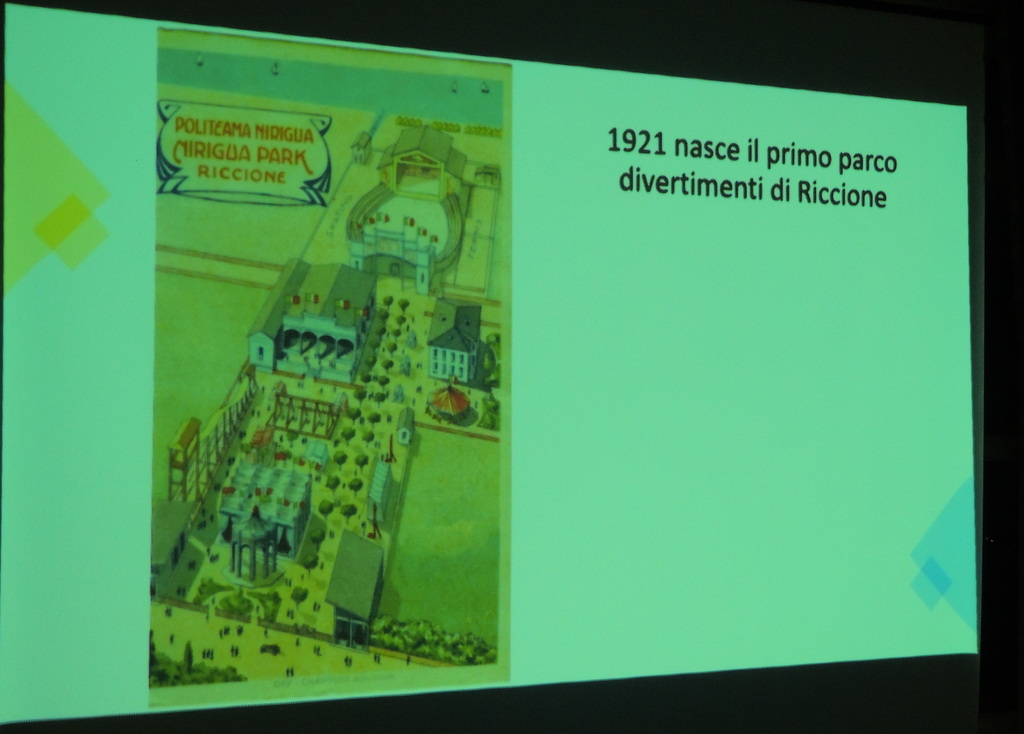 POLITEAMA NIRIGUA
NIRIGUA PARK
RICCIONE
1921 nasce il primo parco
divertimenti di Riccione